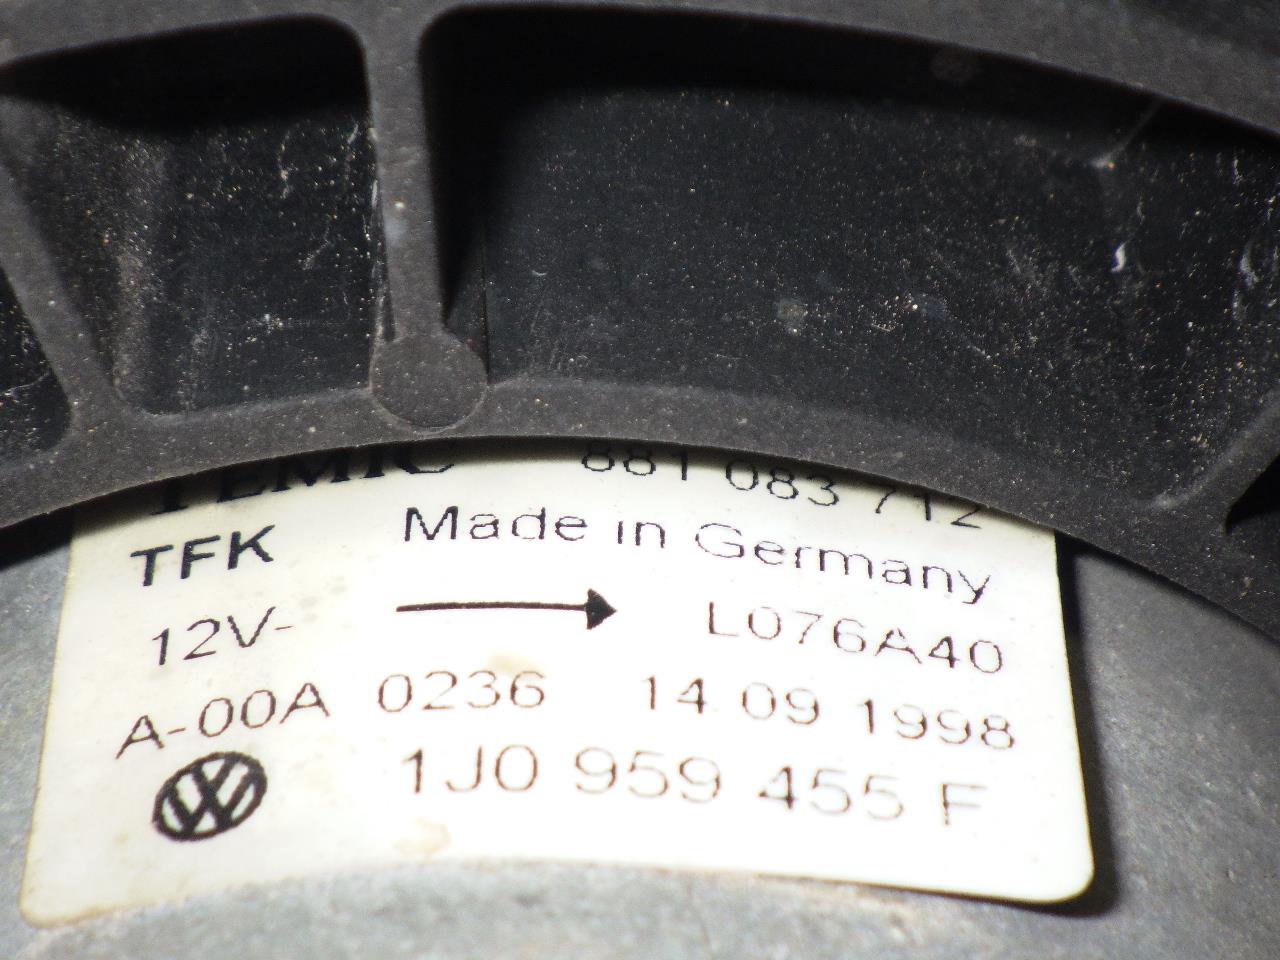 TEMIC 881 083 712
TFK Made in Germany
12V- L076A40
A-00A 0236 14 09 1998
1J0 959 455 F